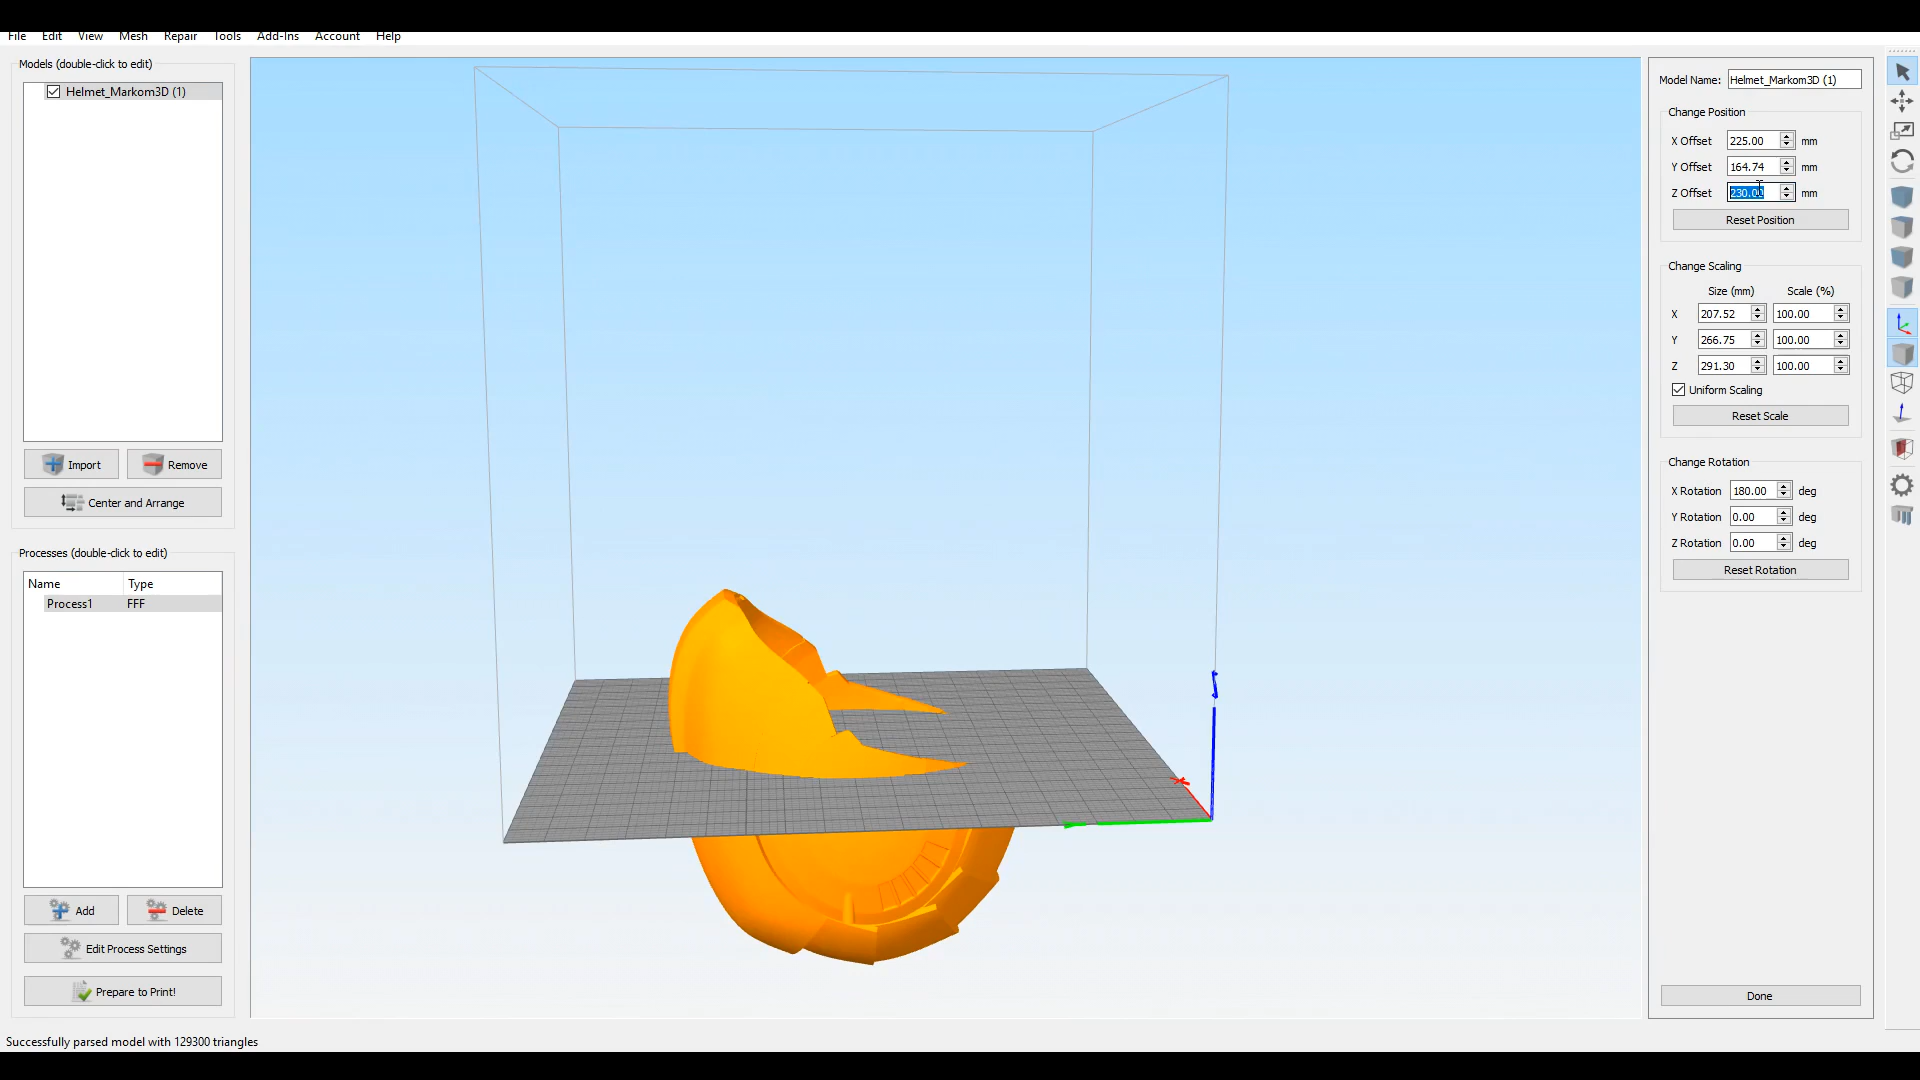 File Edit View Mesh Repair Tools Add-Ins Account Help
Models (double-click to edit)
Helmet_Markom3D (1)
Import Remove
Center and Arrange
Processes (double-click to edit)
Name Type
Process1 FFF
Add Delete
Edit Process Settings
Prepare to Print!
Successfully parsed model with 129300 triangles
Model Name: Helmet_Markom3D (1)
Change Position
X Offset 225.00 mm
Y Offset 164.74 mm
Z Offset 230.00 mm
Reset Position
Change Scaling
Size (mm) Scale (%)
X 207.52 100.00
Y 266.75 100.00
Z 291.30 100.00
Uniform Scaling
Reset Scale
Change Rotation
X Rotation 180.00 deg
Y Rotation 0.00 deg
Z Rotation 0.00 deg
Reset Rotation
Done